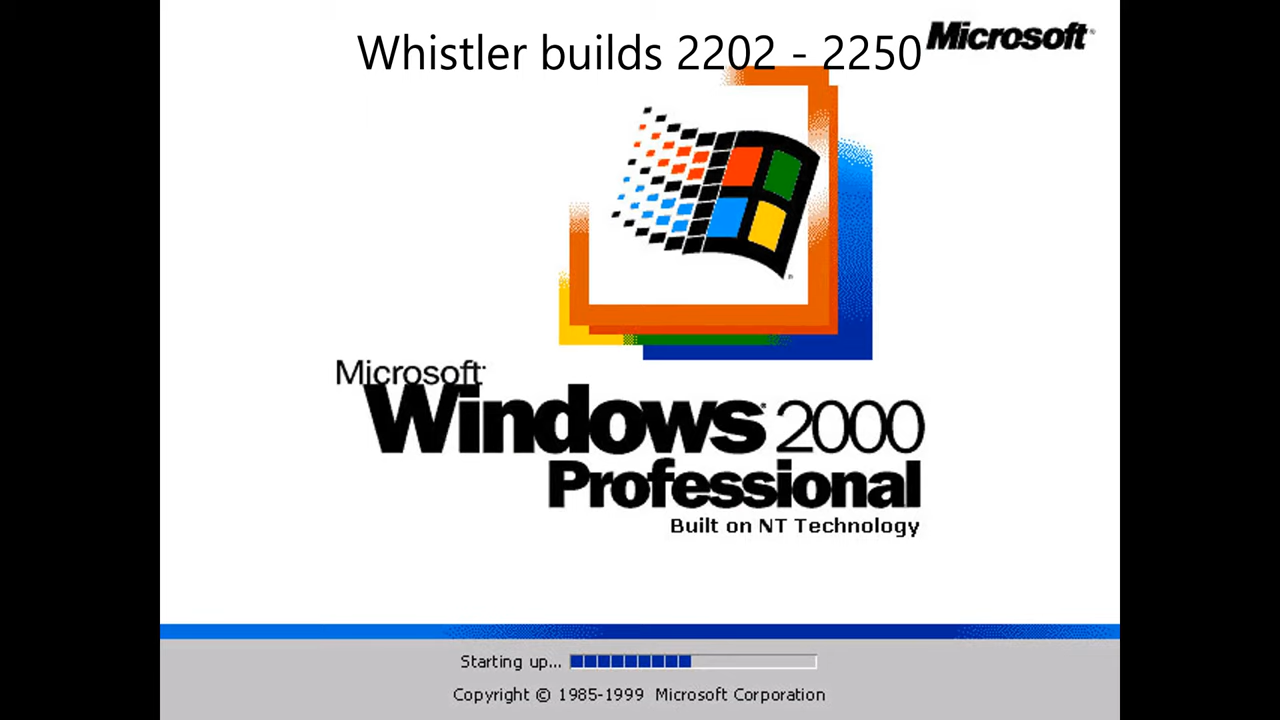 Whistler builds 2202 - 2250
Microsoft®
Microsoft®
Windows® 2000
Professional
Built on NT Technology
Starting up...
Copyright © 1985-1999 Microsoft Corporation